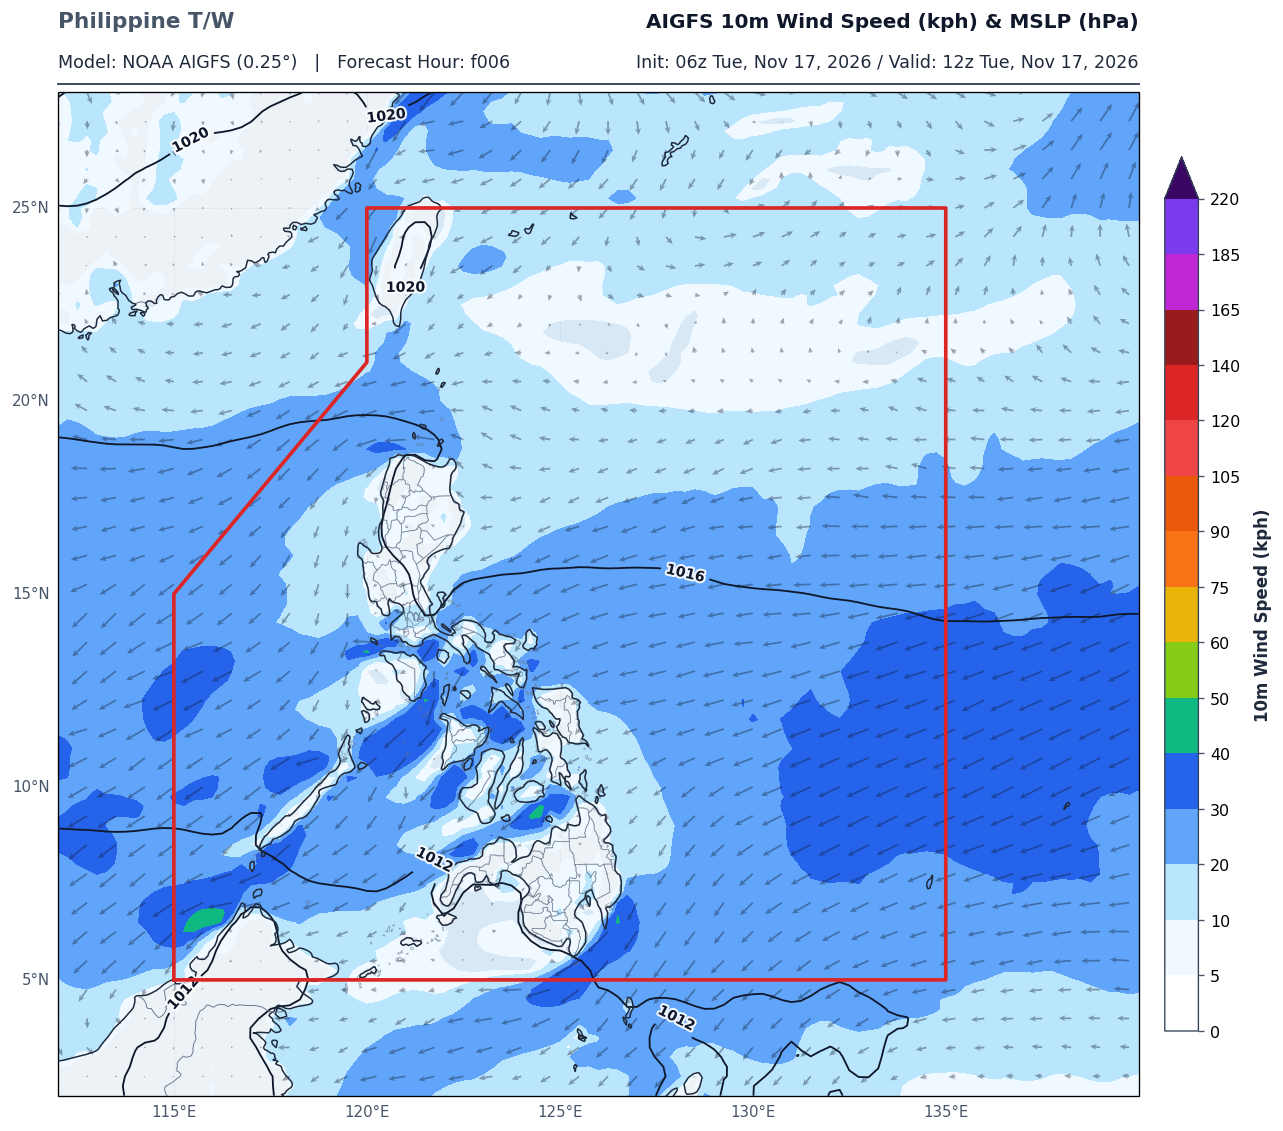 Philippine T/W
AIGFS 10m Wind Speed (kph) & MSLP (hPa)
Model: NOAA AIGFS (0.25°) | Forecast Hour: f006
Init: 06z Tue, Nov 17, 2026 / Valid: 12z Tue, Nov 17, 2026
1020
1020
1020
1016
1012
1012
1012
25°N
20°N
15°N
10°N
5°N
115°E
120°E
125°E
130°E
135°E
220
185
165
140
120
105
90
75
60
50
40
30
20
10
5
0
10m Wind Speed (kph)